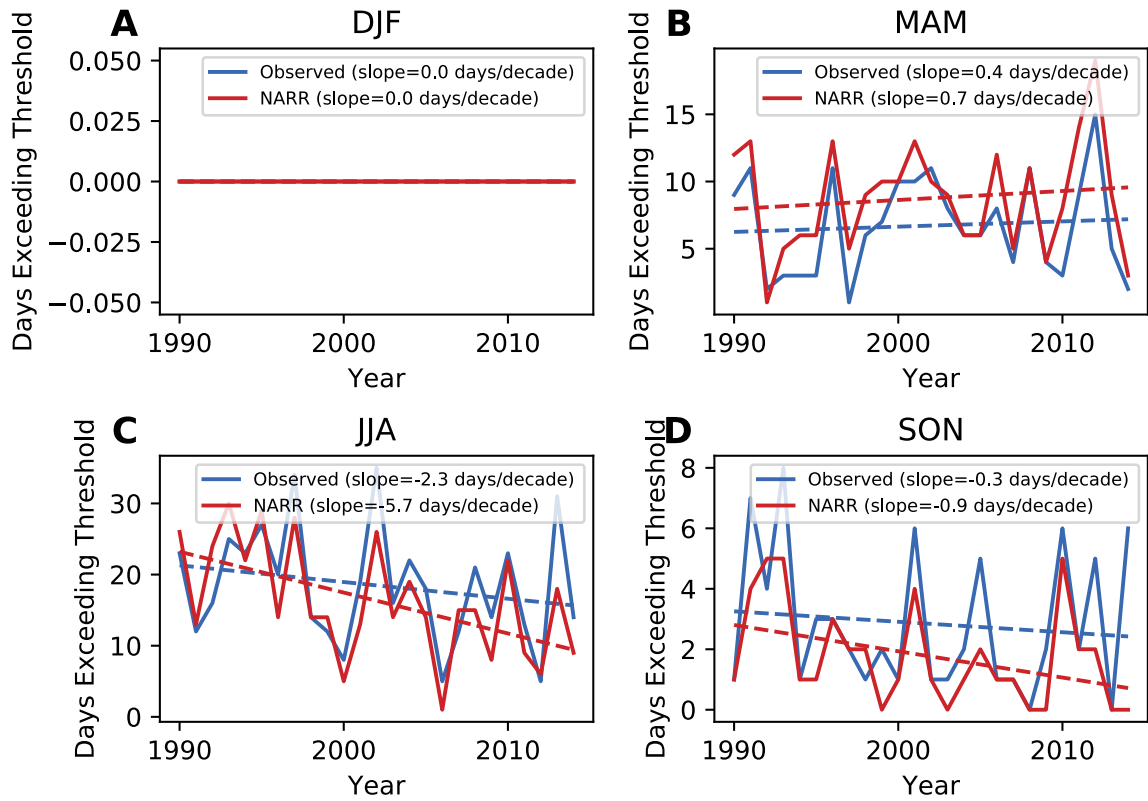 A
DJF
Days Exceeding Threshold
0.050
0.025
0.000
−0.025
−0.050
Observed (slope=0.0 days/decade)
NARR (slope=0.0 days/decade)
1990
2000
2010
Year
B
MAM
Days Exceeding Threshold
15
10
5
Observed (slope=0.4 days/decade)
NARR (slope=0.7 days/decade)
1990
2000
2010
Year
C
JJA
Days Exceeding Threshold
30
20
10
0
Observed (slope=-2.3 days/decade)
NARR (slope=-5.7 days/decade)
1990
2000
2010
Year
D
SON
Days Exceeding Threshold
8
6
4
2
0
Observed (slope=-0.3 days/decade)
NARR (slope=-0.9 days/decade)
1990
2000
2010
Year